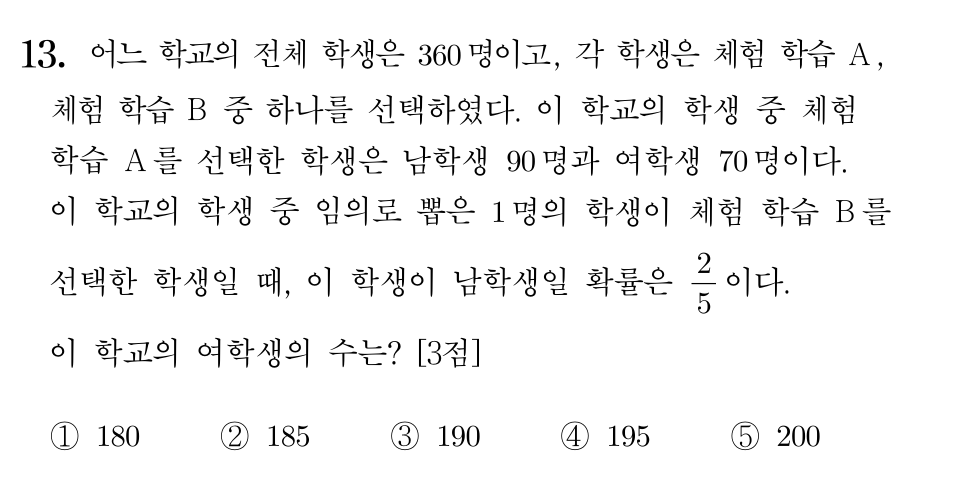 13. 어느 학교의 전체 학생은 360명이고, 각 학생은 체험 학습 A,
체험 학습 B 중 하나를 선택하였다. 이 학교의 학생 중 체험
학습 A를 선택한 학생은 남학생 90명과 여학생 70명이다.
이 학교의 학생 중 임의로 뽑은 1명의 학생이 체험 학습 B를
선택한 학생일 때, 이 학생이 남학생일 확률은 2/5이다.
이 학교의 여학생의 수는? [3점]
① 180 ② 185 ③ 190 ④ 195 ⑤ 200